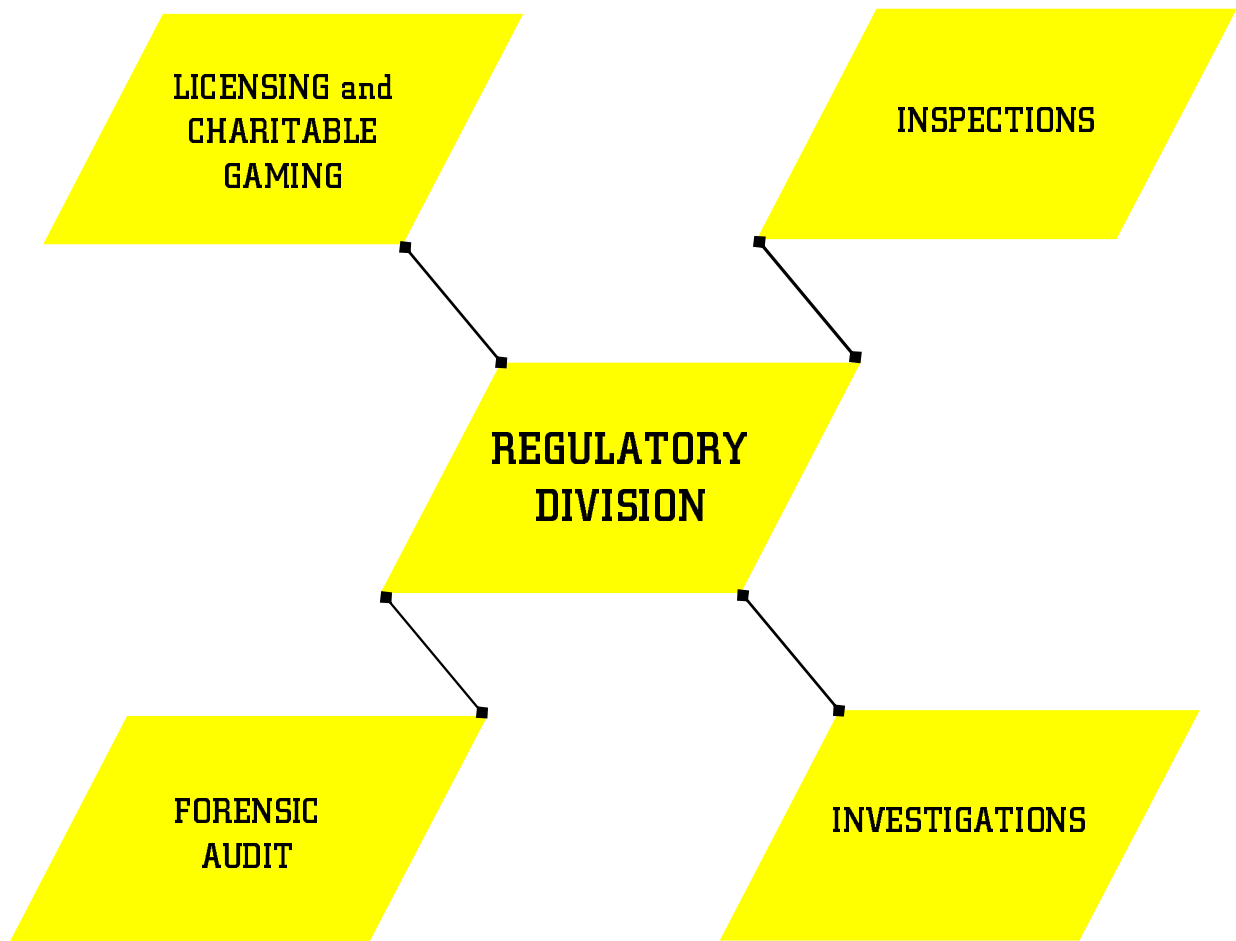 LICENSING and
CHARITABLE
GAMING
INSPECTIONS
REGULATORY
DIVISION
FORENSIC
AUDIT
INVESTIGATIONS